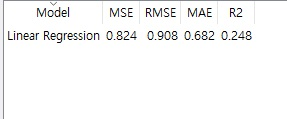 Model MSE RMSE MAE R2
Linear Regression 0.824 0.908 0.682 0.248